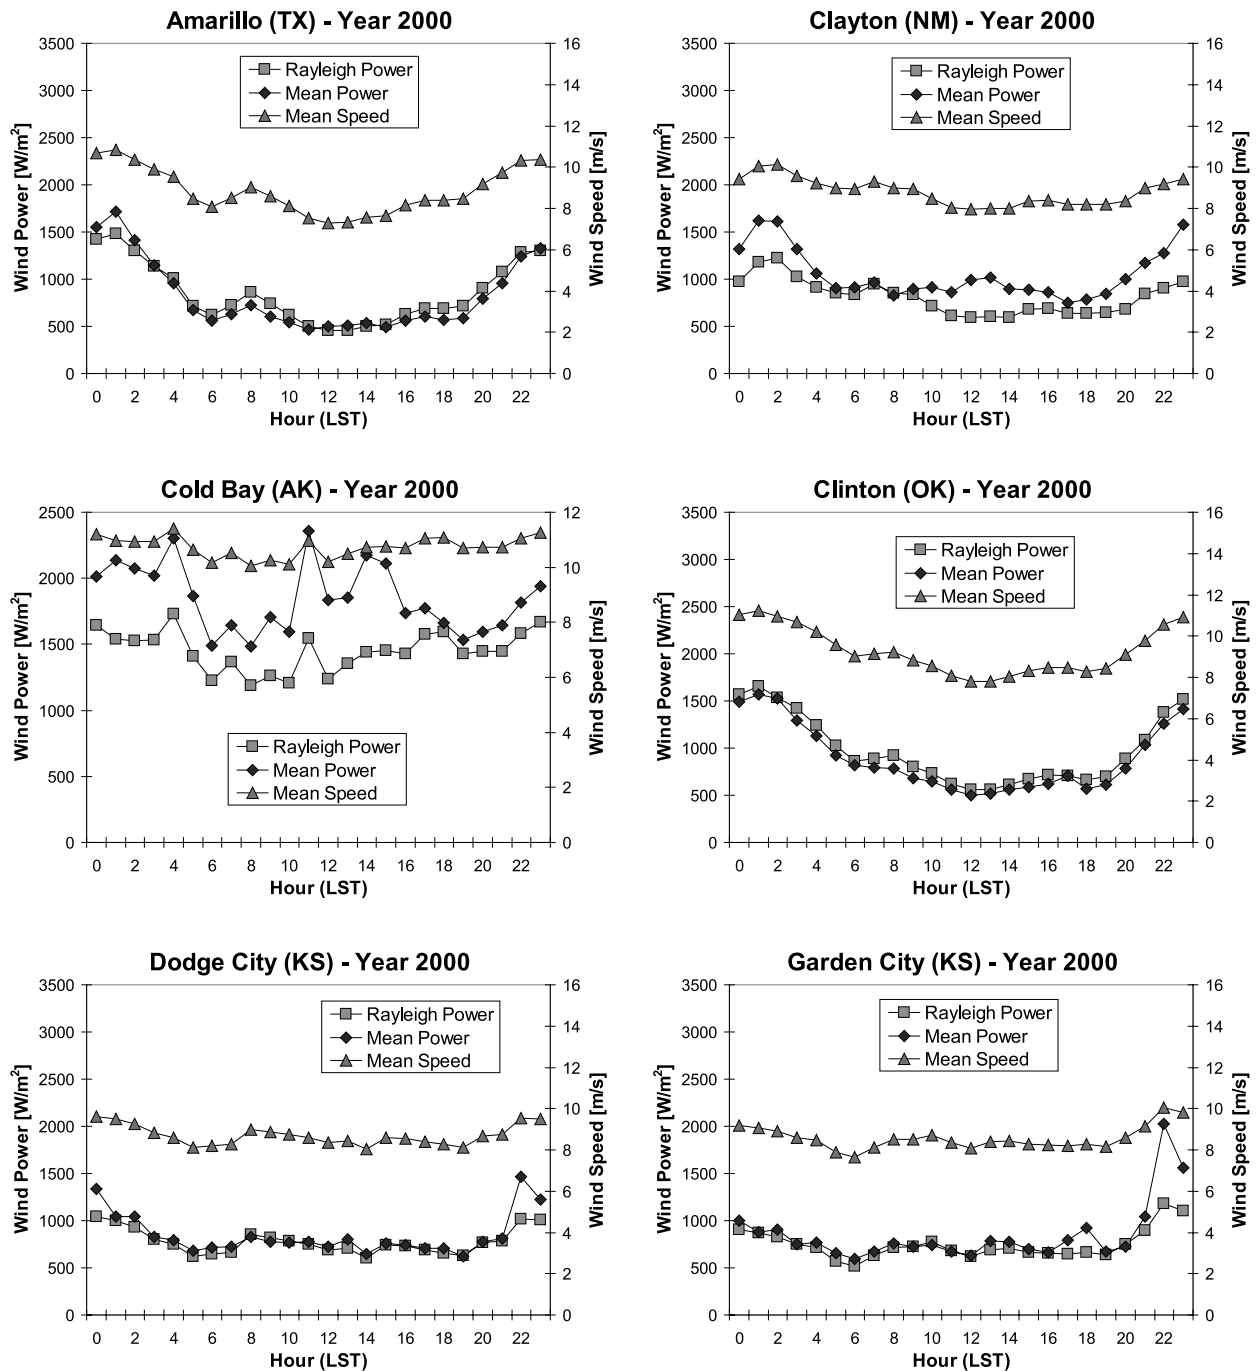 Amarillo (TX) - Year 2000
Wind Power [W/m²]
3500
3000
2500
2000
1500
1000
500
0
Rayleigh Power
Mean Power
Mean Speed
16
14
12
10
8
6
4
2
0
Wind Speed [m/s]
0 2 4 6 8 10 12 14 16 18 20 22
Hour (LST)
Clayton (NM) - Year 2000
Wind Power [W/m²]
3500
3000
2500
2000
1500
1000
500
0
Rayleigh Power
Mean Power
Mean Speed
16
14
12
10
8
6
4
2
0
Wind Speed [m/s]
0 2 4 6 8 10 12 14 16 18 20 22
Hour (LST)
Cold Bay (AK) - Year 2000
Wind Power [W/m²]
2500
2000
1500
1000
500
0
Rayleigh Power
Mean Power
Mean Speed
12
10
8
6
4
2
0
Wind Speed [m/s]
0 2 4 6 8 10 12 14 16 18 20 22
Hour (LST)
Clinton (OK) - Year 2000
Wind Power [W/m²]
3500
3000
2500
2000
1500
1000
500
0
Rayleigh Power
Mean Power
Mean Speed
16
14
12
10
8
6
4
2
0
Wind Speed [m/s]
0 2 4 6 8 10 12 14 16 18 20 22
Hour (LST)
Dodge City (KS) - Year 2000
Wind Power [W/m²]
3500
3000
2500
2000
1500
1000
500
0
Rayleigh Power
Mean Power
Mean Speed
16
14
12
10
8
6
4
2
0
Wind Speed [m/s]
0 2 4 6 8 10 12 14 16 18 20 22
Hour (LST)
Garden City (KS) - Year 2000
Wind Power [W/m²]
3500
3000
2500
2000
1500
1000
500
0
Rayleigh Power
Mean Power
Mean Speed
16
14
12
10
8
6
4
2
0
Wind Speed [m/s]
0 2 4 6 8 10 12 14 16 18 20 22
Hour (LST)